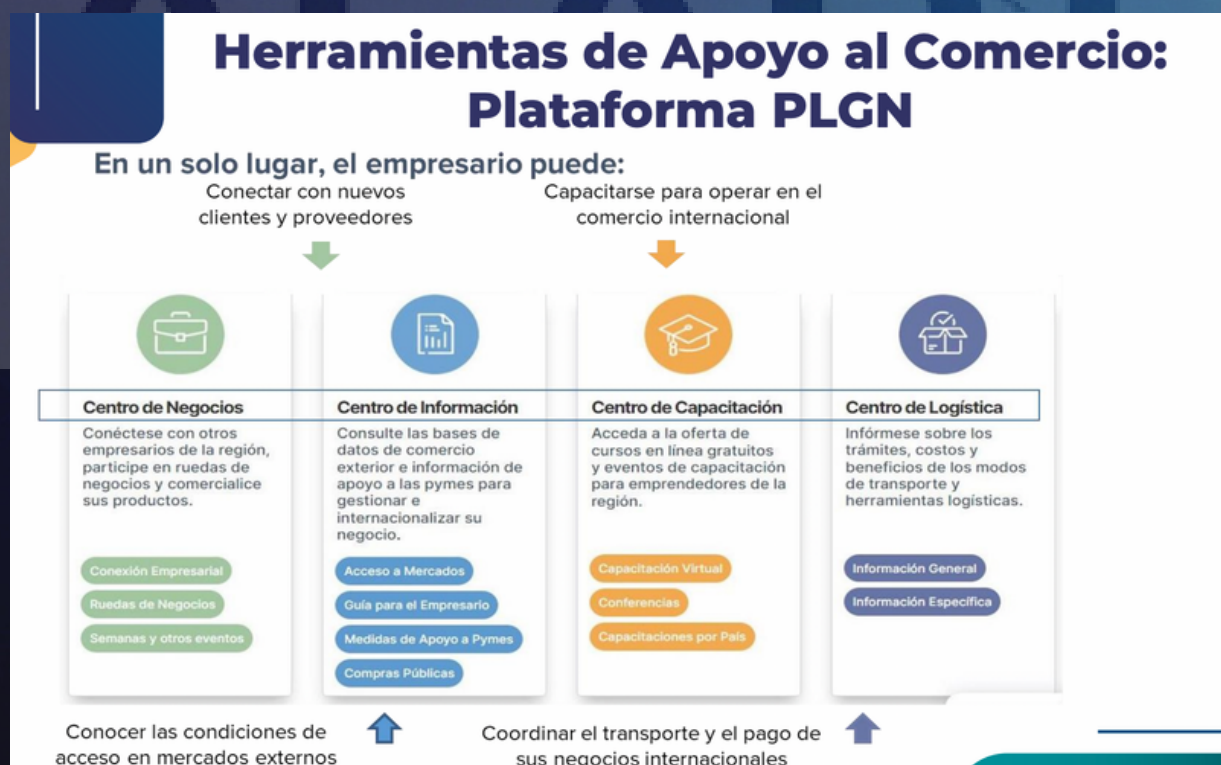 Herramientas de Apoyo al Comercio:
Plataforma PLGN
En un solo lugar, el empresario puede:
Conectar con nuevos
clientes y proveedores
Capacitarse para operar en el
comercio internacional
Centro de Negocios
Conéctese con otros
empresarios de la región,
participe en ruedas de
negocios y comercialice
sus productos.
Conexión Empresarial
Ruedas de Negocios
Semanas y otros eventos
Centro de Información
Consulte las bases de
datos de comercio
exterior e información de
apoyo a las pymes para
gestionar e
internacionalizar su
negocio.
Acceso a Mercados
Guía para el Empresario
Medidas de Apoyo a Pymes
Compras Públicas
Centro de Capacitación
Acceda a la oferta de
cursos en línea gratuitos
y eventos de capacitación
para emprendedores de la
región.
Capacitación Virtual
Conferencias
Capacitaciones por País
Centro de Logística
Infórmese sobre los
trámites, costos y
beneficios de los modos
de transporte y
herramientas logísticas.
Información General
Información Específica
Conocer las condiciones de
acceso en mercados externos
Coordinar el transporte y el pago de
sus negocios internacionales